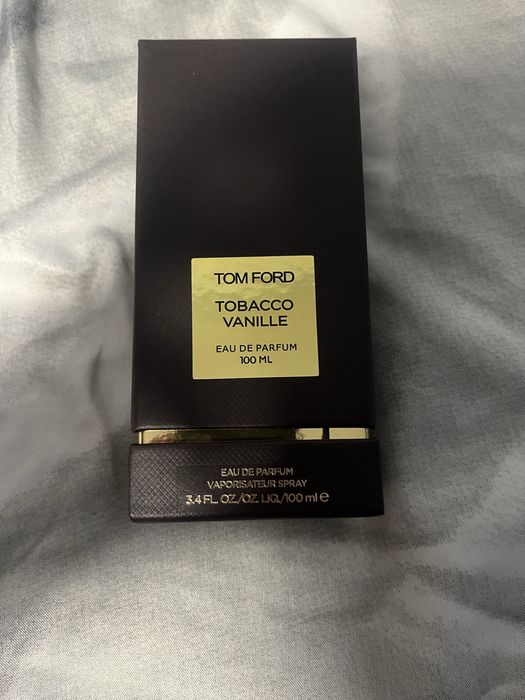 TOM FORD
TOBACCO
VANILLE
EAU DE PARFUM
100 ML
EAU DE PARFUM
VAPORISATEUR SPRAY
3.4 FL. OZ./OZ. LIQ./100 ml ℮